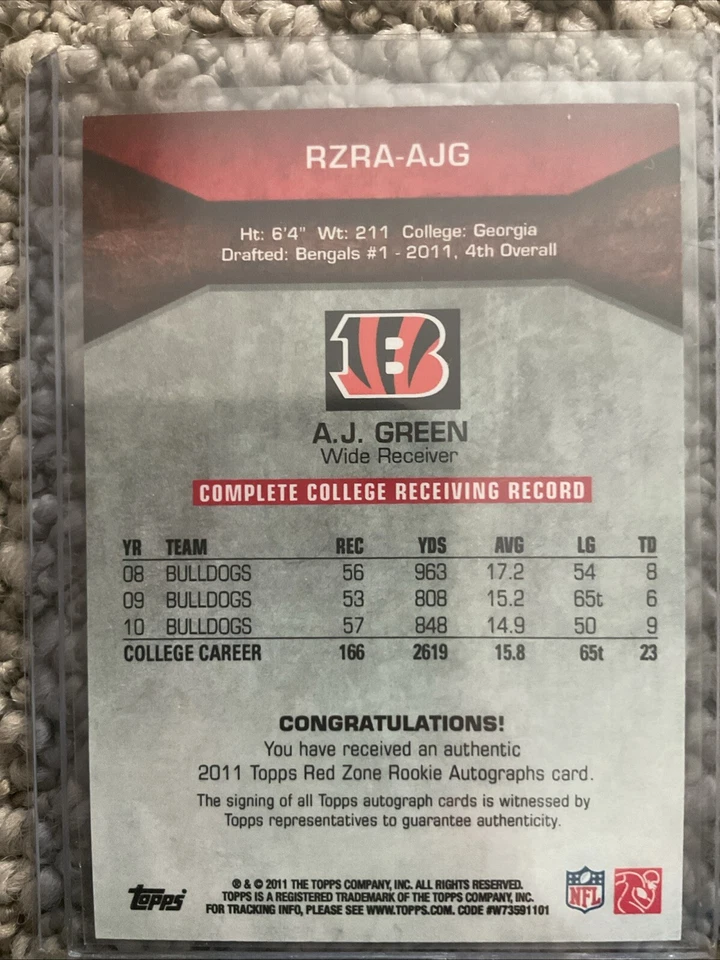 RZRA-AJG
Ht: 6'4" Wt: 211 College: Georgia
Drafted: Bengals #1 - 2011, 4th Overall
B
A.J. GREEN
Wide Receiver
COMPLETE COLLEGE RECEIVING RECORD
YR TEAM REC YDS AVG LG TD
08 BULLDOGS 56 963 17.2 54 8
09 BULLDOGS 53 808 15.2 65t 6
10 BULLDOGS 57 848 14.9 50 9
COLLEGE CAREER 166 2619 15.8 65t 23
CONGRATULATIONS!
You have received an authentic
2011 Topps Red Zone Rookie Autographs card.
The signing of all Topps autograph cards is witnessed by
Topps representatives to guarantee authenticity.
Topps
® & © 2011 THE TOPPS COMPANY, INC. ALL RIGHTS RESERVED.
TOPPS IS A REGISTERED TRADEMARK OF THE TOPPS COMPANY, INC.
FOR TRACKING INFO, PLEASE SEE WWW.TOPPS.COM. CODE #W73591101
NFL